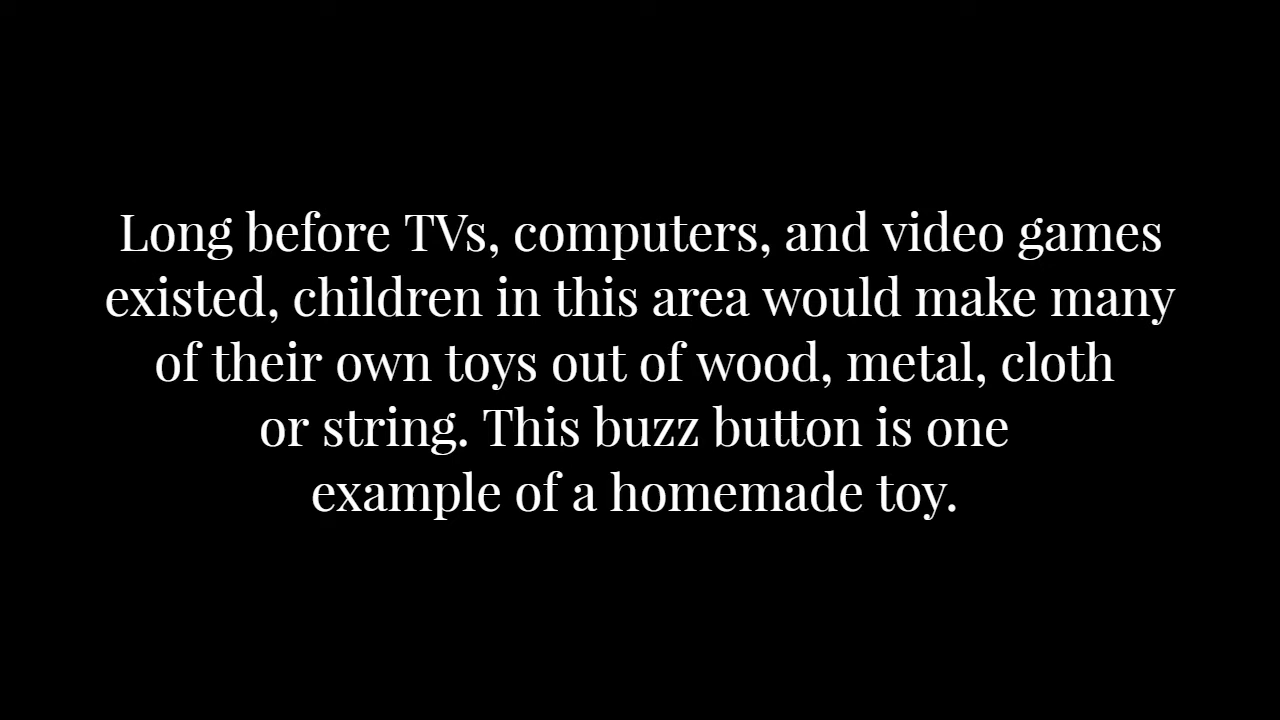 Long before TVs, computers, and video games
existed, children in this area would make many
of their own toys out of wood, metal, cloth
or string. This buzz button is one
example of a homemade toy.